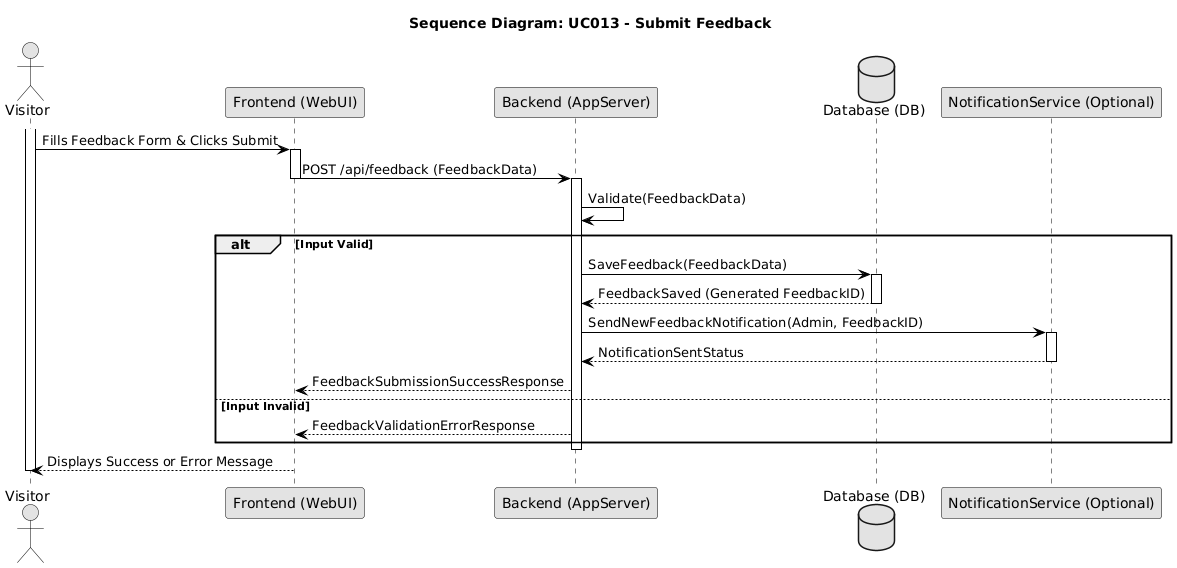 Sequence Diagram: UC013 - Submit Feedback
Visitor
Frontend (WebUI)
Backend (AppServer)
Database (DB)
NotificationService (Optional)
Fills Feedback Form & Clicks Submit
POST /api/feedback (FeedbackData)
Validate(FeedbackData)
alt
[Input Valid]
SaveFeedback(FeedbackData)
FeedbackSaved (Generated FeedbackID)
SendNewFeedbackNotification(Admin, FeedbackID)
NotificationSentStatus
FeedbackSubmissionSuccessResponse
[Input Invalid]
FeedbackValidationErrorResponse
Displays Success or Error Message
Visitor
Frontend (WebUI)
Backend (AppServer)
Database (DB)
NotificationService (Optional)